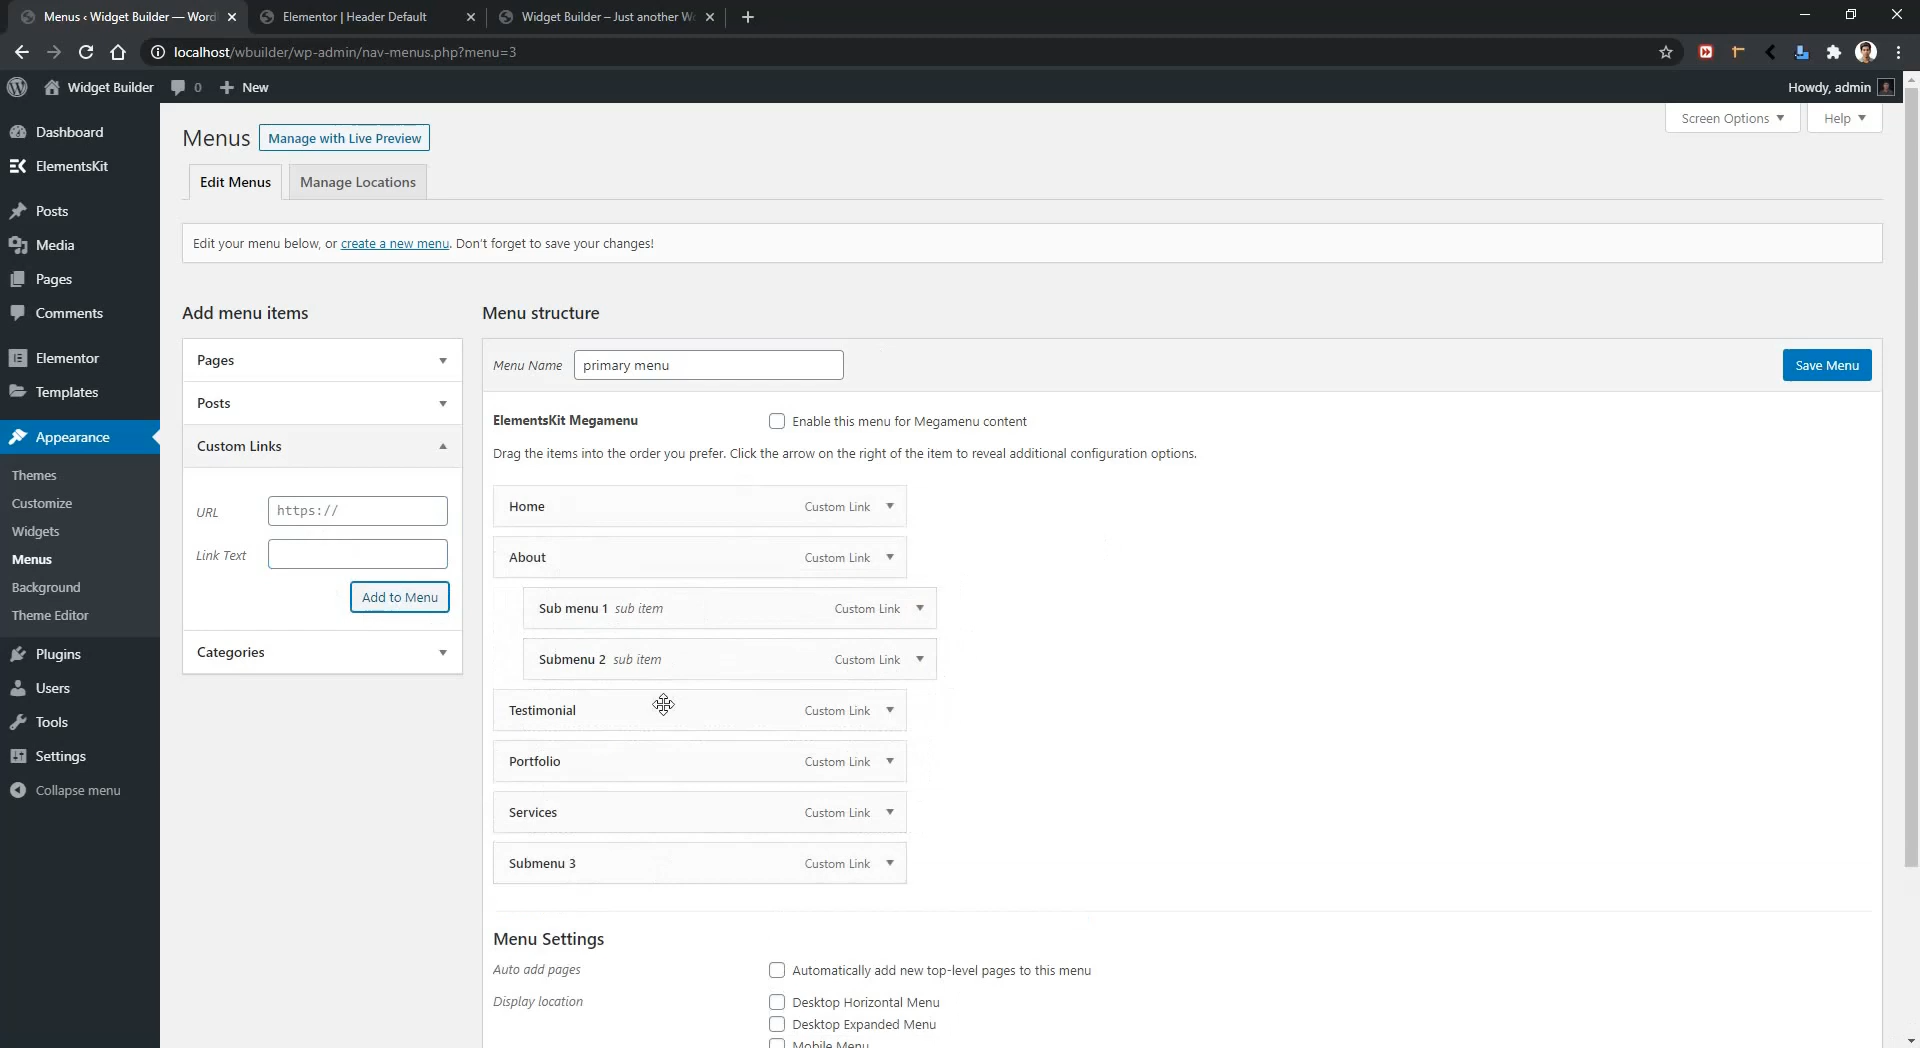 Menus ‹ Widget Builder — Word
Elementor | Header Default
Widget Builder – Just another Wo
localhost/wbuilder/wp-admin/nav-menus.php?menu=3
Widget Builder
0
New
Howdy, admin
Screen Options
Help
Dashboard
ElementsKit
Posts
Media
Pages
Comments
Elementor
Templates
Appearance
Themes
Customize
Widgets
Menus
Background
Theme Editor
Plugins
Users
Tools
Settings
Collapse menu
Menus
Manage with Live Preview
Edit Menus
Manage Locations
Edit your menu below, or create a new menu. Don't forget to save your changes!
Add menu items
Pages
Posts
Custom Links
URL
https://
Link Text
Add to Menu
Categories
Menu structure
Menu Name
primary menu
Save Menu
ElementsKit Megamenu
Enable this menu for Megamenu content
Drag the items into the order you prefer. Click the arrow on the right of the item to reveal additional configuration options.
Home Custom Link
About Custom Link
Sub menu 1 sub item Custom Link
Submenu 2 sub item Custom Link
Testimonial Custom Link
Portfolio Custom Link
Services Custom Link
Submenu 3 Custom Link
Menu Settings
Auto add pages
Automatically add new top-level pages to this menu
Display location
Desktop Horizontal Menu
Desktop Expanded Menu
Mobile Menu